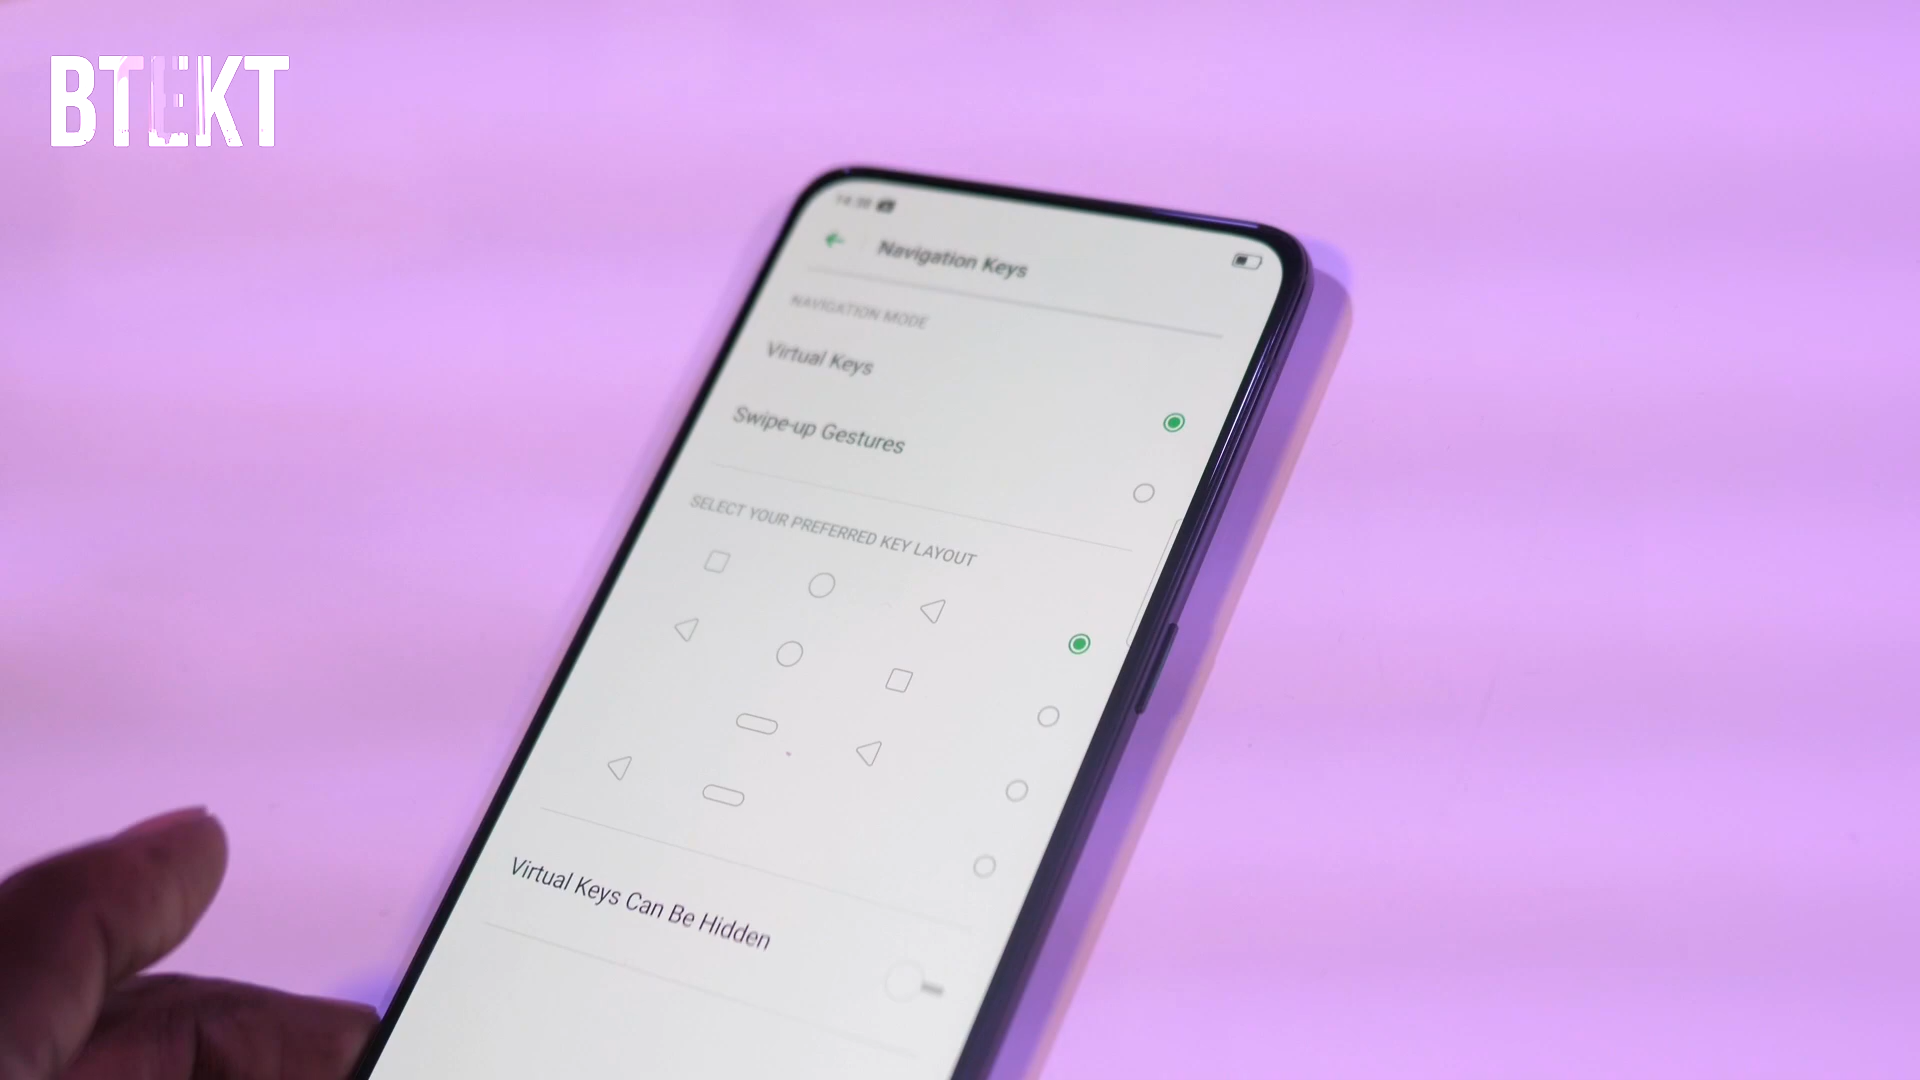 BTEKT
Navigation Keys
NAVIGATION MODE
Virtual Keys
Swipe-up Gestures
SELECT YOUR PREFERRED KEY LAYOUT
Virtual Keys Can Be Hidden